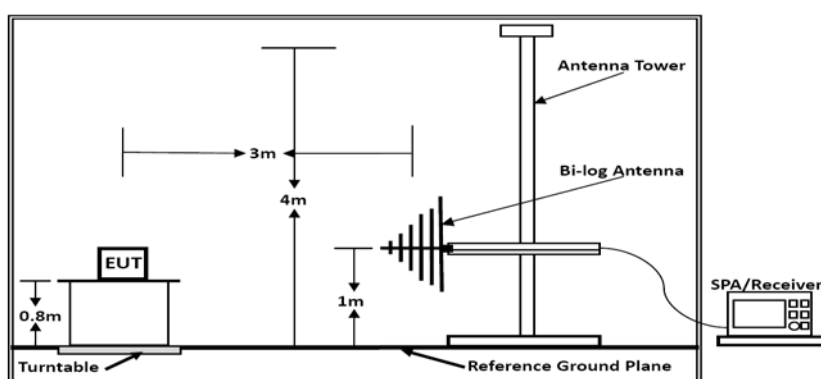 Antenna Tower
3m
Bi-log Antenna
4m
EUT
SPA/Receiver
0.8m
1m
Turntable
Reference Ground Plane